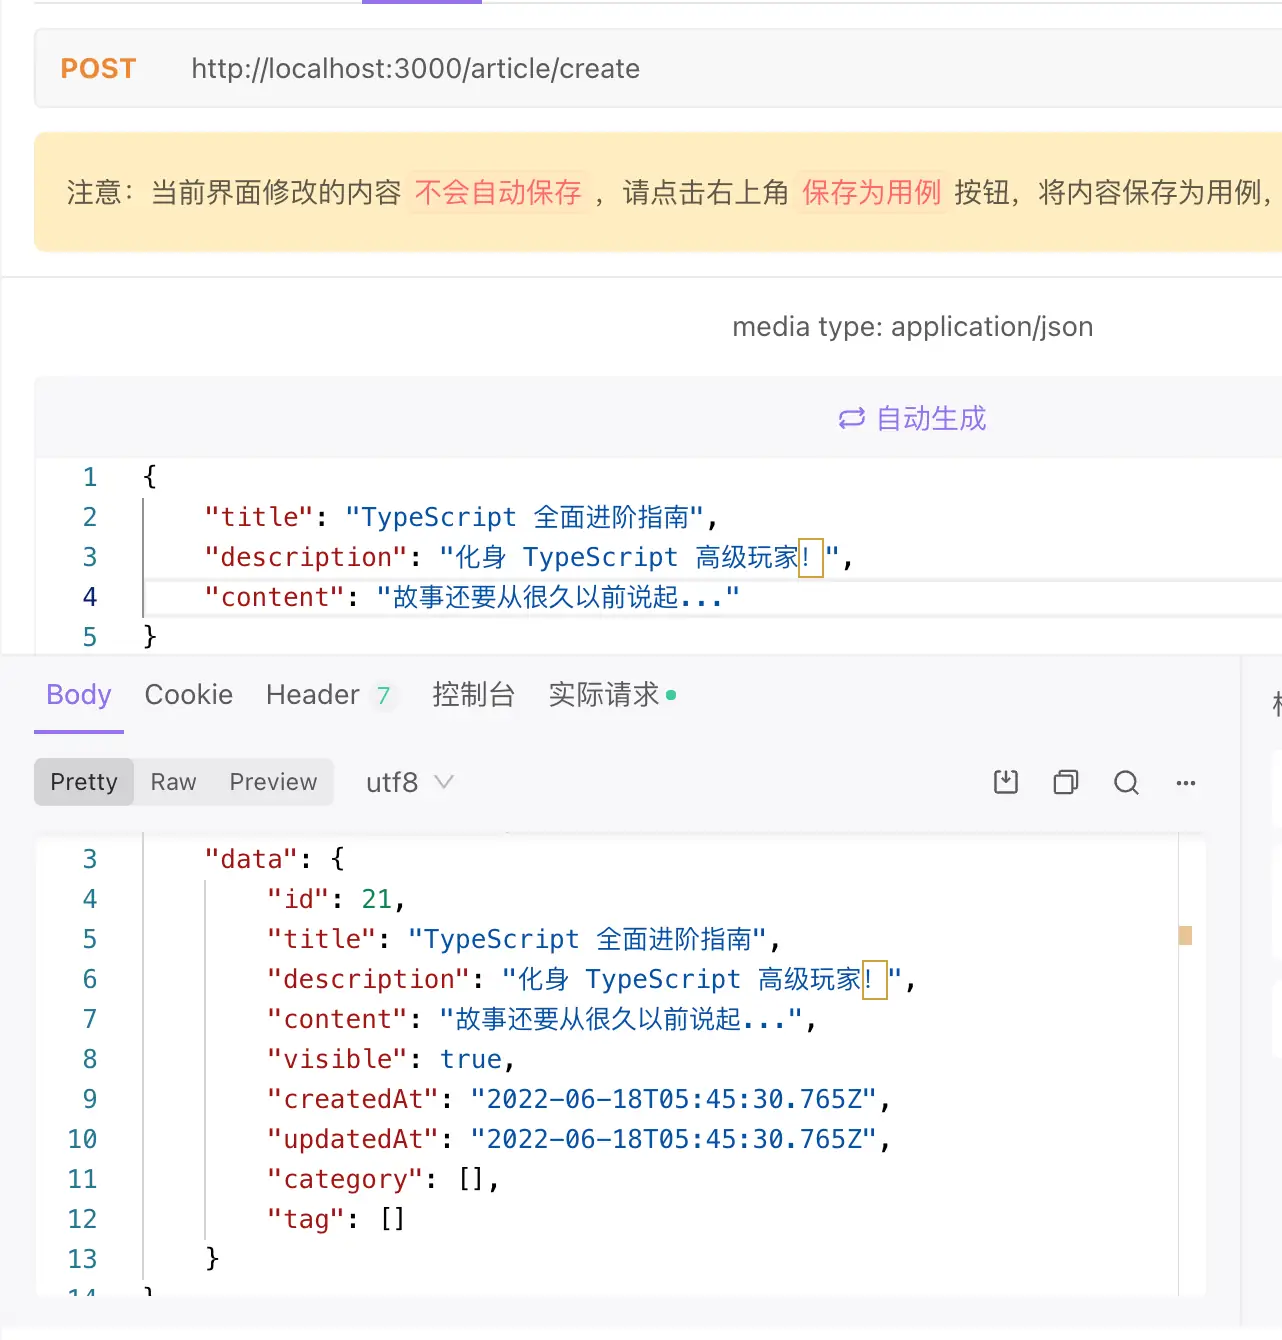 POST http://localhost:3000/article/create
注意：当前界面修改的内容 不会自动保存 ，请点击右上角 保存为用例 按钮，将内容保存为用例，
media type: application/json
自动生成
1 {
2 "title": "TypeScript 全面进阶指南",
3 "description": "化身 TypeScript 高级玩家！",
4 "content": "故事还要从很久以前说起..."
5 }
Body Cookie Header 7 控制台 实际请求
Pretty Raw Preview utf8
3 "data": {
4 "id": 21,
5 "title": "TypeScript 全面进阶指南",
6 "description": "化身 TypeScript 高级玩家！",
7 "content": "故事还要从很久以前说起...",
8 "visible": true,
9 "createdAt": "2022-06-18T05:45:30.765Z",
10 "updatedAt": "2022-06-18T05:45:30.765Z",
11 "category": [],
12 "tag": []
13 }
14 }